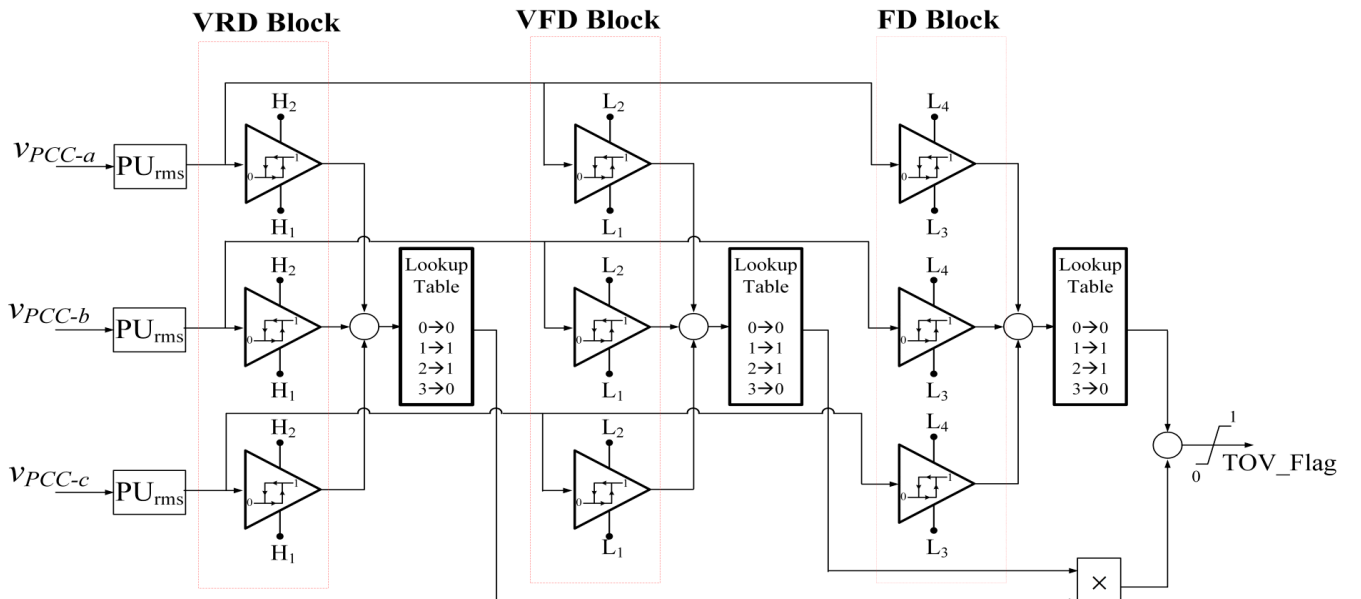 VRD Block
VFD Block
FD Block
H2
L2
L4
vPCC-a
PUrms
0 1
0 1
0 1
H1
L1
L3
H2
Lookup
Table
0→0
1→1
2→1
3→0
L2
Lookup
Table
0→0
1→1
2→1
3→0
L4
Lookup
Table
0→0
1→1
2→1
3→0
vPCC-b
PUrms
0 1
0 1
0 1
H1
L1
L3
H2
L2
L4
vPCC-c
PUrms
0 1
0 1
0 1
H1
L1
L3
1
0
TOV_Flag
×